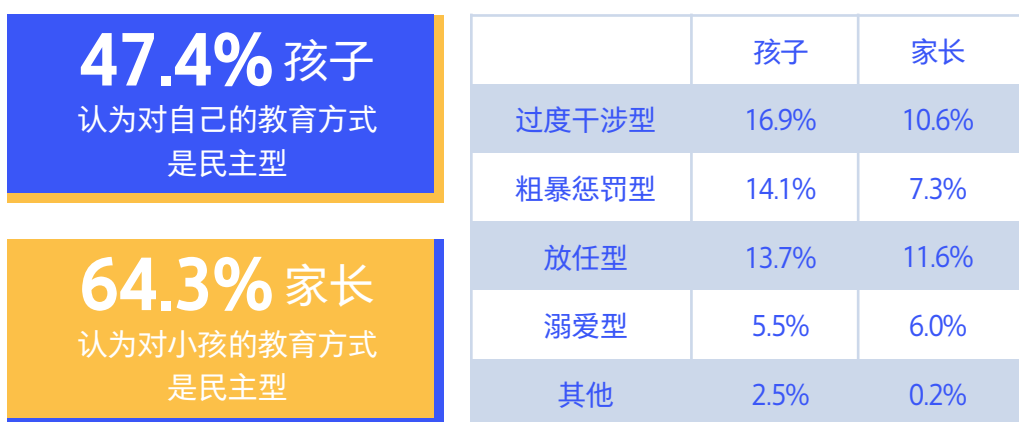 47.4% 孩子
认为对自己的教育方式
是民主型
64.3% 家长
认为对小孩的教育方式
是民主型
孩子 家长
过度干涉型 16.9% 10.6%
粗暴惩罚型 14.1% 7.3%
放任型 13.7% 11.6%
溺爱型 5.5% 6.0%
其他 2.5% 0.2%